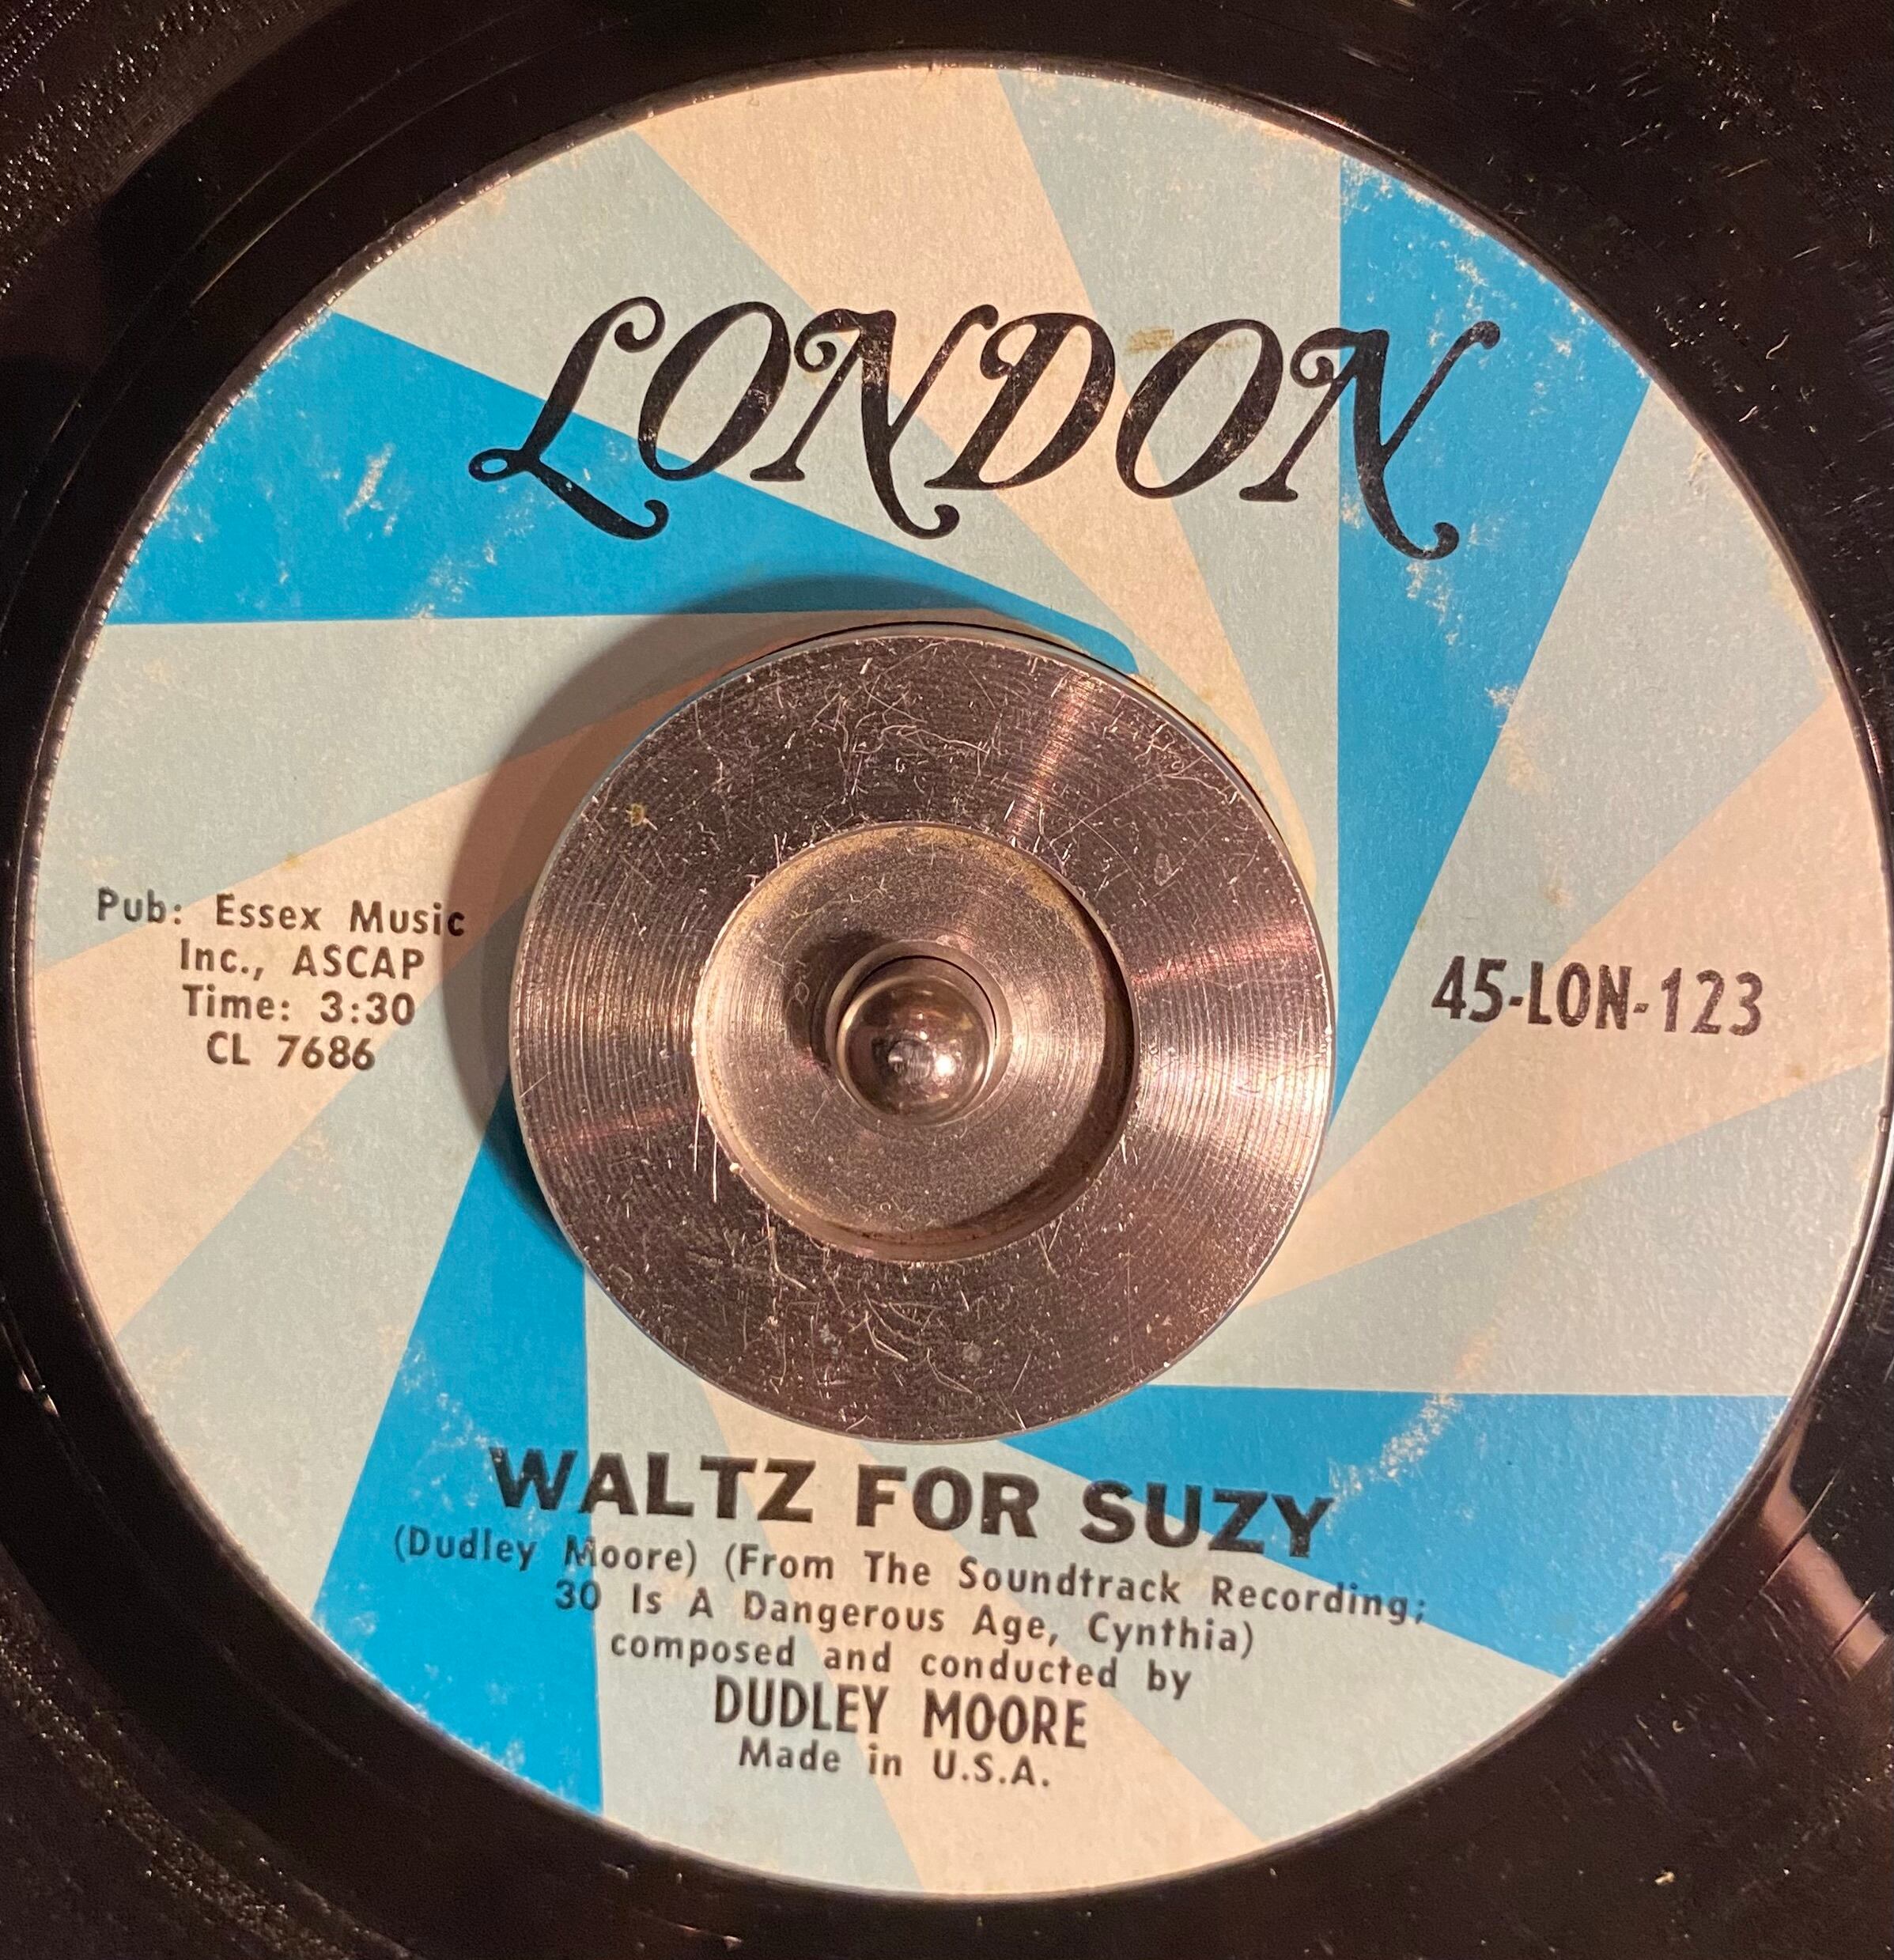 LONDON
Pub: Essex Music
Inc., ASCAP
Time: 3:30
CL 7686
45-LON-123
WALTZ FOR SUZY
(Dudley Moore) (From The Soundtrack Recording;
30 Is A Dangerous Age, Cynthia)
composed and conducted by
DUDLEY MOORE
Made in U.S.A.